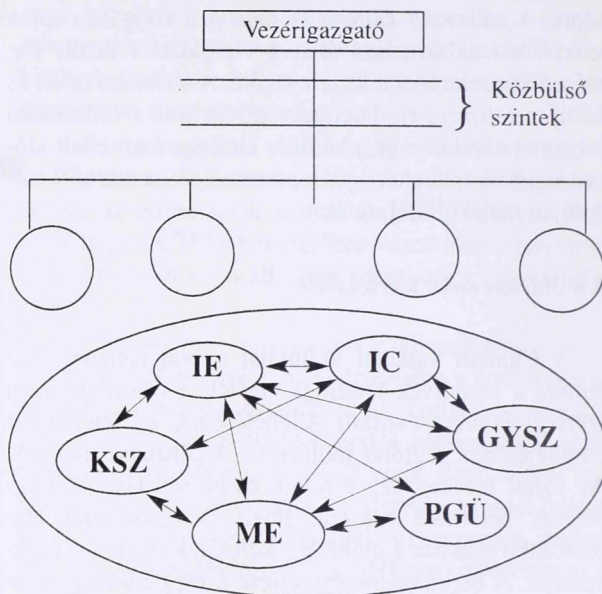 Vezérigazgató
Közbülső
szintek
IE
IC
KSZ
GYSZ
ME
PGÜ